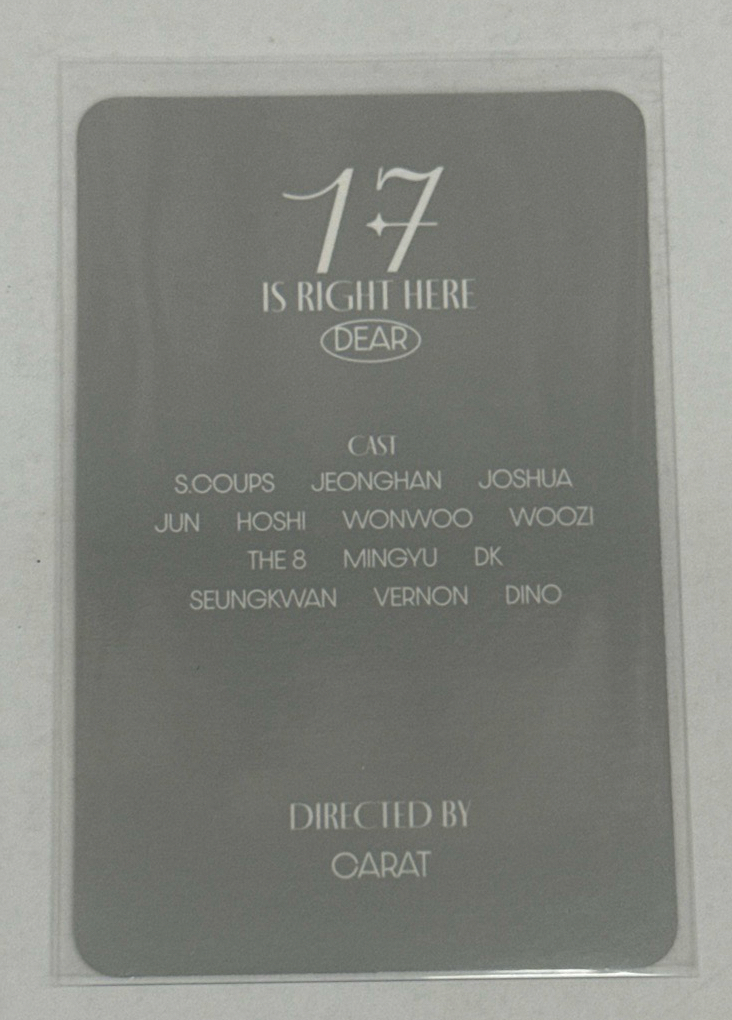 17
IS RIGHT HERE
DEAR
CAST
S.COUPS JEONGHAN JOSHUA
JUN HOSHI WONWOO WOOZI
THE 8 MINGYU DK
SEUNGKWAN VERNON DINO
DIRECTED BY
CARAT